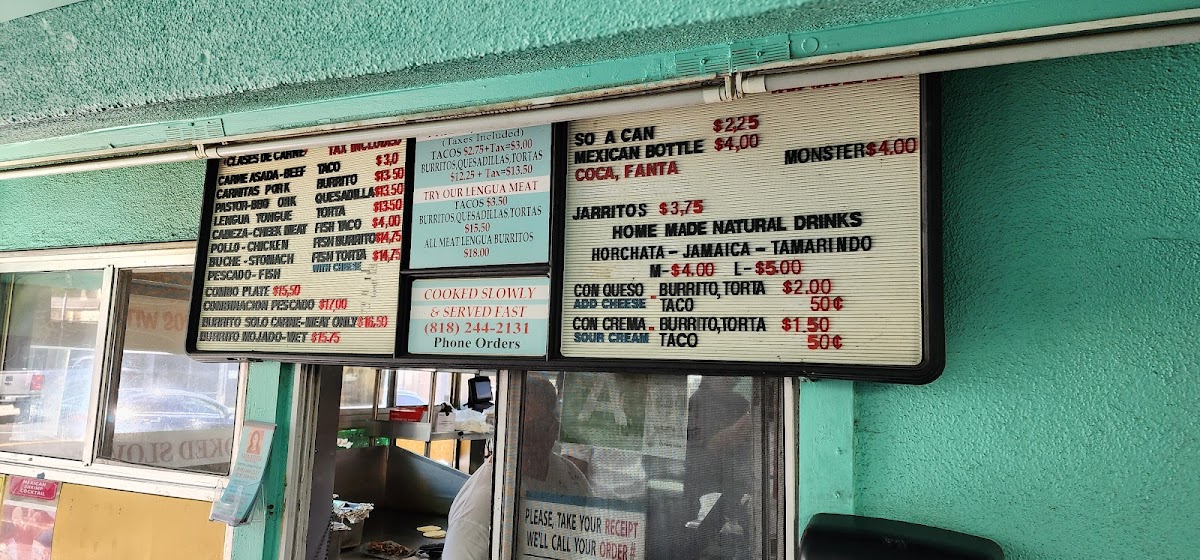 CLASES DE CARNE TAX INCLUDED
CARNE ASADA-BEEF TACO $3,0
CARNITAS PORK BURRITO $13.50
PASTOR-BBQ ORK QUESADILLA $13.50
LENGUA TONGUE TORTA $13.50
CABEZA-CHEEK MEAT FISH TACO $4,00
POLLO - CHICKEN FISH BURRITO $14,75
BUCHE - STOMACH FISH TORTA $14,75
PESCADO - FISH WITH CHEESE
COMBO PLATE $15,50
COMBINACION PESCADO $17,00
BURRITO SOLO CARNE-MEAT ONLY $16,50
BURRITO MOJADO-WET $15.75
(Taxes Included)
TACOS $2.75+Tax=$3.00
BURRITOS,QUESADILLAS,TORTAS
$12.25 + Tax=$13.50
TRY OUR LENGUA MEAT
TACOS $3.50
BURRITOS,QUESADILLAS,TORTAS
$15.50
ALL MEAT LENGUA BURRITOS
$18.00
COOKED SLOWLY
& SERVED FAST
(818) 244-2131
Phone Orders
SO A CAN $2,25
MEXICAN BOTTLE $4,00
MONSTER $4.00
COCA, FANTA
JARRITOS $3,75
HOME MADE NATURAL DRINKS
HORCHATA - JAMAICA - TAMARINDO
M-$4.00 L-$5.00
CON QUESO - BURRITO, TORTA $2.00
ADD CHEESE TACO 50¢
CON CREMA - BURRITO, TORTA $1.50
SOUR CREAM TACO 50¢
A
OKED SLOW
MEXICAN
SHRIMP
COCKTAIL
PLEASE, TAKE YOUR RECEIPT
WE'LL CALL YOUR ORDER #